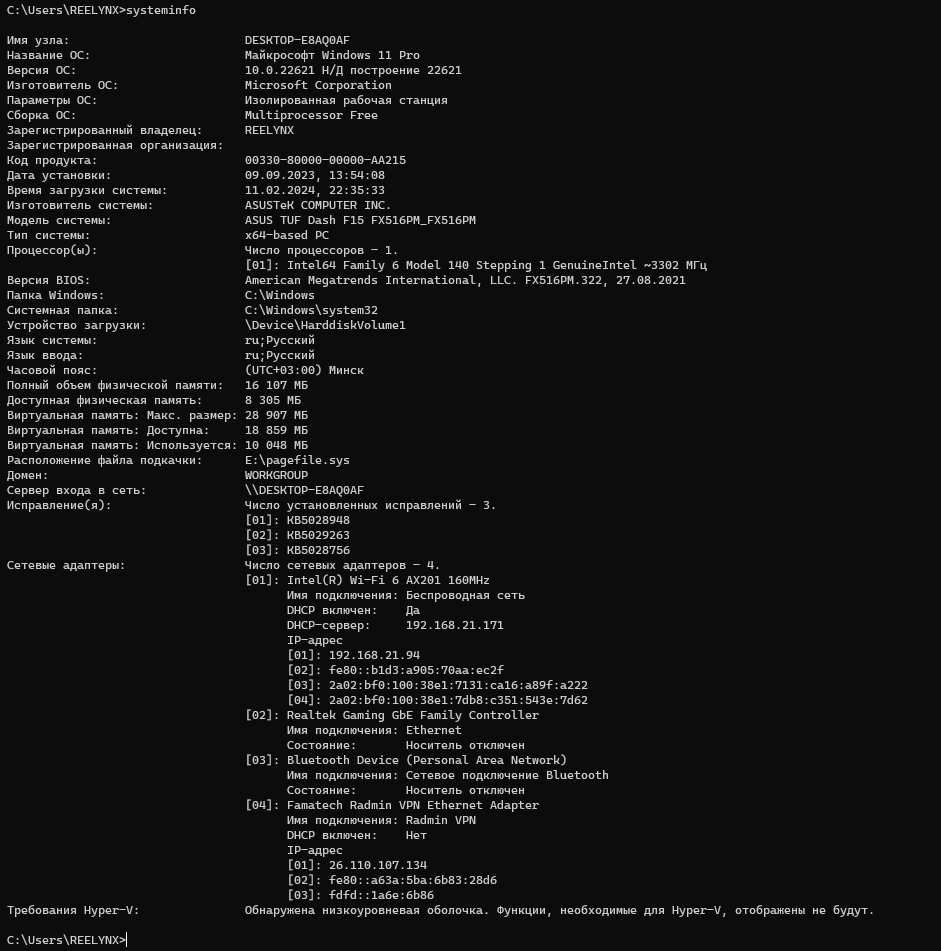 C:\Users\REELYNX>systeminfo
Имя узла: DESKTOP-E8AQ0AF
Название ОС: Майкрософт Windows 11 Pro
Версия ОС: 10.0.22621 Н/Д построение 22621
Изготовитель ОС: Microsoft Corporation
Параметры ОС: Изолированная рабочая станция
Сборка ОС: Multiprocessor Free
Зарегистрированный владелец: REELYNX
Зарегистрированная организация:
Код продукта: 00330-80000-00000-AA215
Дата установки: 09.09.2023, 13:54:08
Время загрузки системы: 11.02.2024, 22:35:33
Изготовитель системы: ASUSTeK COMPUTER INC.
Модель системы: ASUS TUF Dash F15 FX516PM_FX516PM
Тип системы: x64-based PC
Процессор(ы): Число процессоров - 1.
[01]: Intel64 Family 6 Model 140 Stepping 1 GenuineIntel ~3302 МГц
Версия BIOS: American Megatrends International, LLC. FX516PM.322, 27.08.2021
Папка Windows: C:\Windows
Системная папка: C:\Windows\system32
Устройство загрузки: \Device\HarddiskVolume1
Язык системы: ru;Русский
Язык ввода: ru;Русский
Часовой пояс: (UTC+03:00) Минск
Полный объем физической памяти: 16 107 МБ
Доступная физическая память: 8 305 МБ
Виртуальная память: Макс. размер: 28 907 МБ
Виртуальная память: Доступна: 18 859 МБ
Виртуальная память: Используется: 10 048 МБ
Расположение файла подкачки: E:\pagefile.sys
Домен: WORKGROUP
Сервер входа в сеть: \\DESKTOP-E8AQ0AF
Исправление(я): Число установленных исправлений - 3.
[01]: KB5028948
[02]: KB5029263
[03]: KB5028756
Сетевые адаптеры: Число сетевых адаптеров - 4.
[01]: Intel(R) Wi-Fi 6 AX201 160MHz
Имя подключения: Беспроводная сеть
DHCP включен: Да
DHCP-сервер: 192.168.21.171
IP-адрес
[01]: 192.168.21.94
[02]: fe80::b1d3:a905:70aa:ec2f
[03]: 2a02:bf0:100:38e1:7131:ca16:a89f:a222
[04]: 2a02:bf0:100:38e1:7db8:c351:543e:7d62
[02]: Realtek Gaming GbE Family Controller
Имя подключения: Ethernet
Состояние: Носитель отключен
[03]: Bluetooth Device (Personal Area Network)
Имя подключения: Сетевое подключение Bluetooth
Состояние: Носитель отключен
[04]: Famatech Radmin VPN Ethernet Adapter
Имя подключения: Radmin VPN
DHCP включен: Нет
IP-адрес
[01]: 26.110.107.134
[02]: fe80::a63a:5ba:6b83:28d6
[03]: fdfd::1a6e:6b86
Требования Hyper-V: Обнаружена низкоуровневая оболочка. Функции, необходимые для Hyper-V, отображены не будут.
C:\Users\REELYNX>